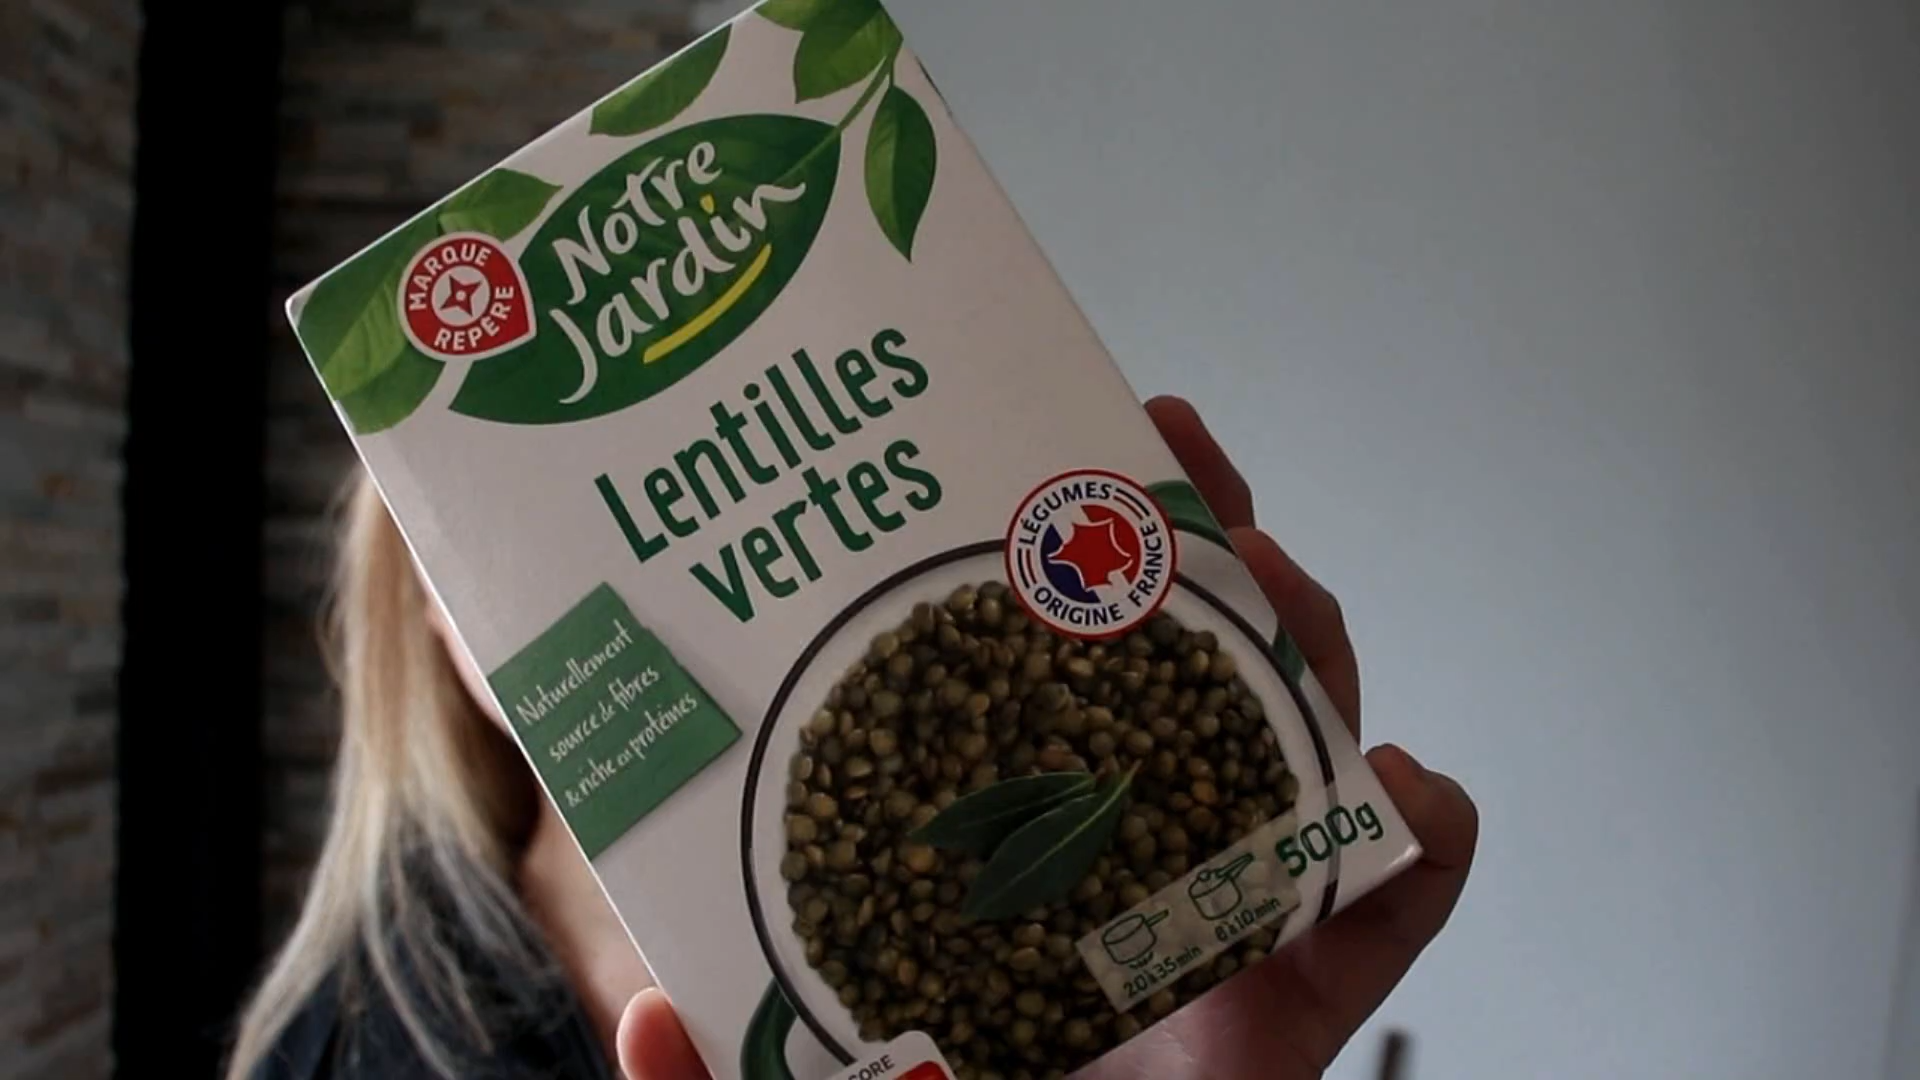 MARQUE
REPÈRE
Notre
Jardin
Lentilles
vertes
LÉGUMES
ORIGINE FRANCE
Naturellement
source de fibres
& riche en protéines
500g
20 à 35 min
8 à 10 min